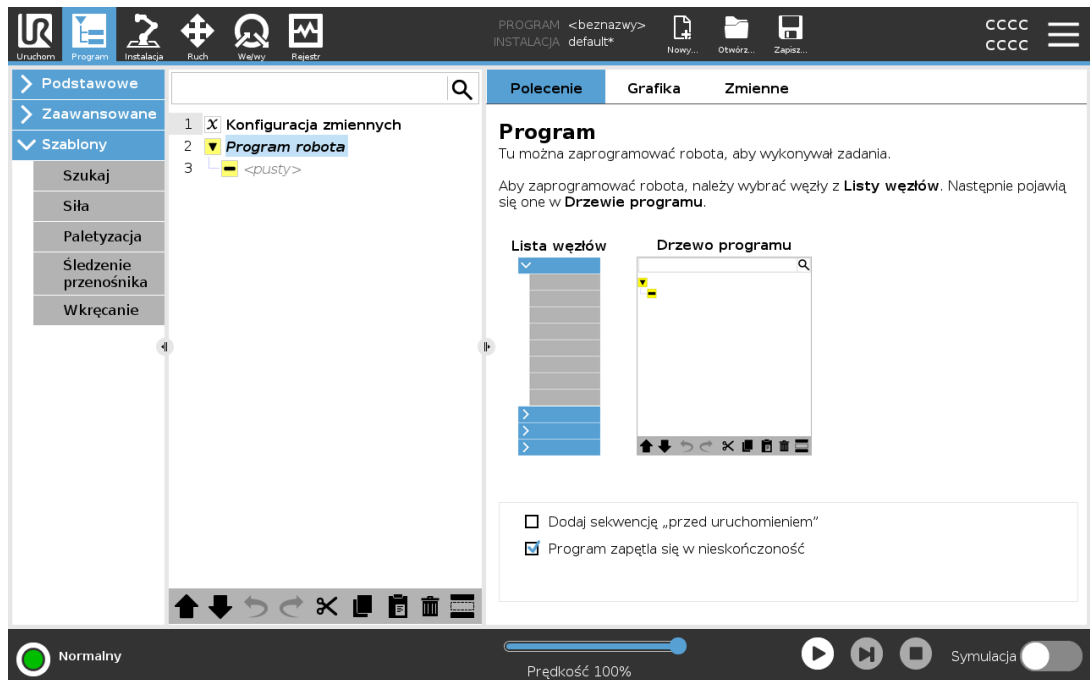 UR
Uruchom
Program
Instalacja
Ruch
We/wy
Rejestr
PROGRAM <beznazwy>
INSTALACJA default*
Nowy...
Otwórz...
Zapisz...
CCCC
CCCC
Podstawowe
Zaawansowane
Szablony
Szukaj
Siła
Paletyzacja
Śledzenie
przenośnika
Wkręcanie
1 X Konfiguracja zmiennych
2 Program robota
3 <pusty>
Polecenie
Grafika
Zmienne
Program
Tu można zaprogramować robota, aby wykonywał zadania.
Aby zaprogramować robota, należy wybrać węzły z Listy węzłów. Następnie pojawią
się one w Drzewie programu.
Lista węzłów
Drzewo programu
Dodaj sekwencję „przed uruchomieniem”
Program zapętla się w nieskończoność
Normalny
Prędkość 100%
Symulacja